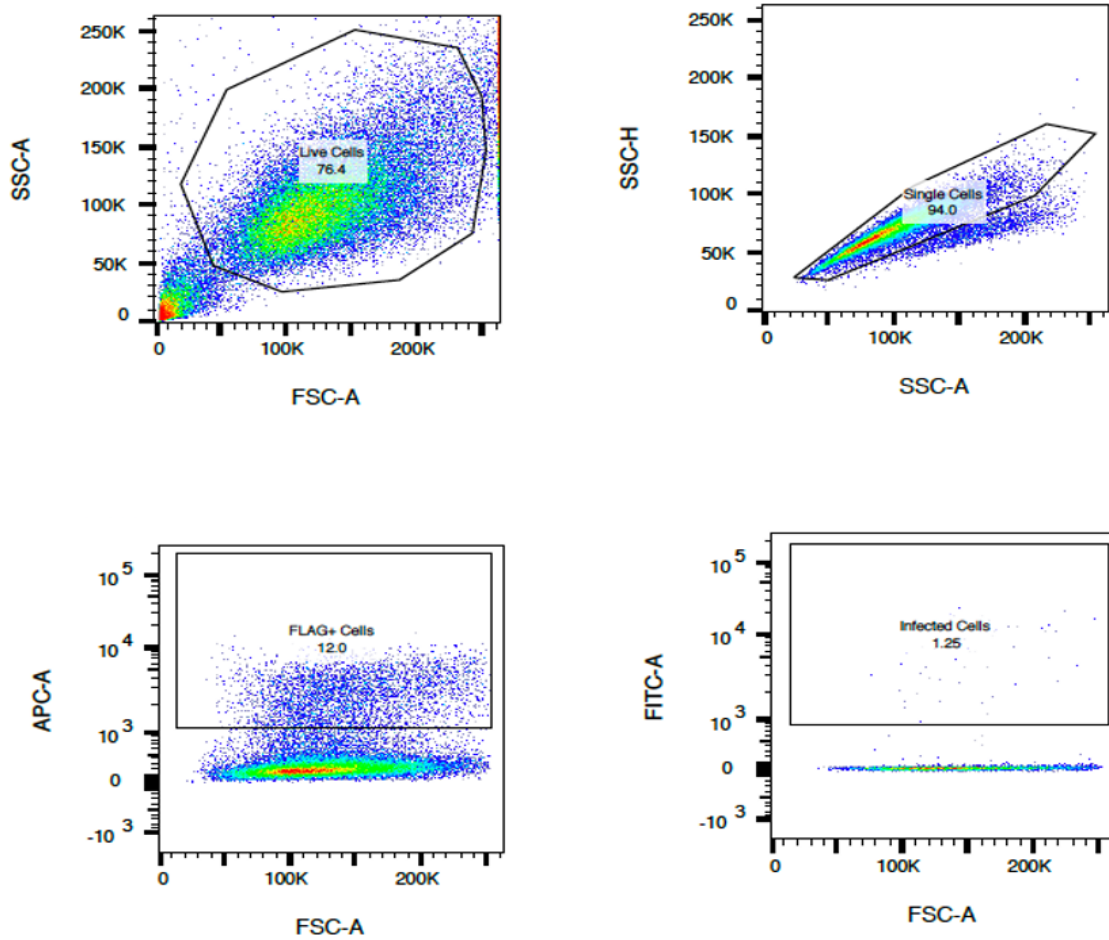 250K
200K
150K
100K
50K
0
SSC-A
Live Cells
76.4
0
100K
200K
FSC-A
250K
200K
150K
100K
50K
0
SSC-H
Single Cells
94.0
0
100K
200K
SSC-A
10 5
10 4
10 3
0
-10 3
APC-A
FLAG+ Cells
12.0
0
100K
200K
FSC-A
10 5
10 4
10 3
0
-10 3
FITC-A
Infected Cells
1.25
0
100K
200K
FSC-A